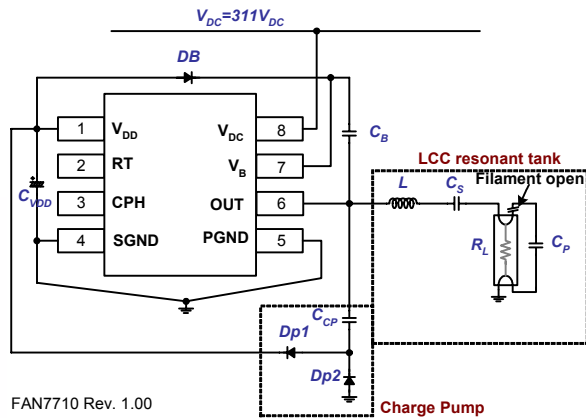 VDC=311VDC
DB
1 VDD
VDC 8
CB
2 RT
VB 7
LCC resonant tank
CVDD
3 CPH
OUT 6
L
CS
Filament open
4 SGND
PGND 5
RL
CP
CCP
Dp1
Dp2
FAN7710 Rev. 1.00
Charge Pump